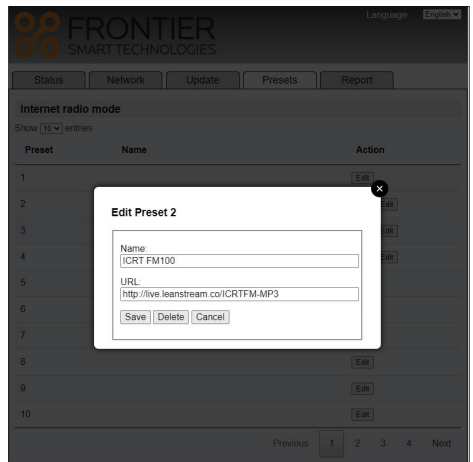 FRONTIER
SMART TECHNOLOGIES
Language English
Status Network Update Presets Report
Internet radio mode
Show 10 entries
Preset Name Action
1 Edit
2 Edit
3 Edit
4 Edit
5
6
7
8 Edit
9 Edit
10 Edit
Edit Preset 2
Name:
ICRT FM100
URL:
http://live.leanstream.co/ICRTFM-MP3
Save Delete Cancel
Previous 1 2 3 4 Next